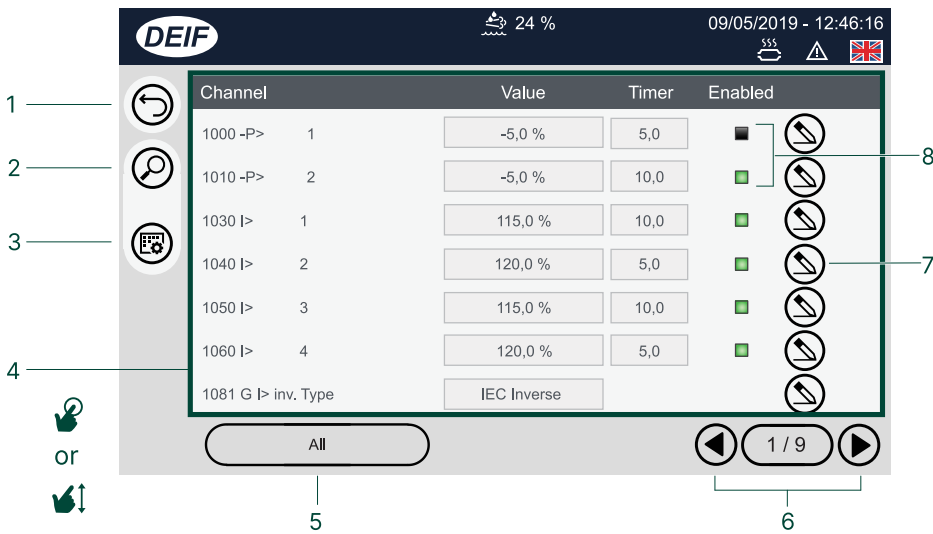 DEIF
24 %
09/05/2019 - 12:46:16
Channel Value Timer Enabled
1000 -P> 1 -5,0 % 5,0
1010 -P> 2 -5,0 % 10,0
1030 I> 1 115,0 % 10,0
1040 I> 2 120,0 % 5,0
1050 I> 3 115,0 % 10,0
1060 I> 4 120,0 % 5,0
1081 G I> inv. Type IEC Inverse
All
1 / 9
1
2
3
4
or
5
6
7
8